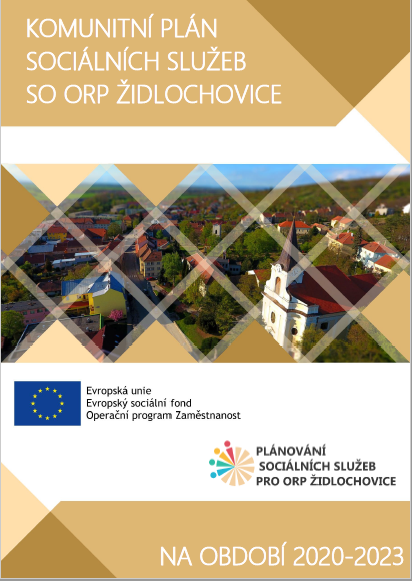 KOMUNITNÍ PLÁN
SOCIÁLNÍCH SLUŽEB
SO ORP ŽIDLOCHOVICE
Evropská unie
Evropský sociální fond
Operační program Zaměstnanost
PLÁNOVÁNÍ
SOCIÁLNÍCH SLUŽEB
PRO ORP ŽIDLOCHOVICE
NA OBDOBÍ 2020-2023